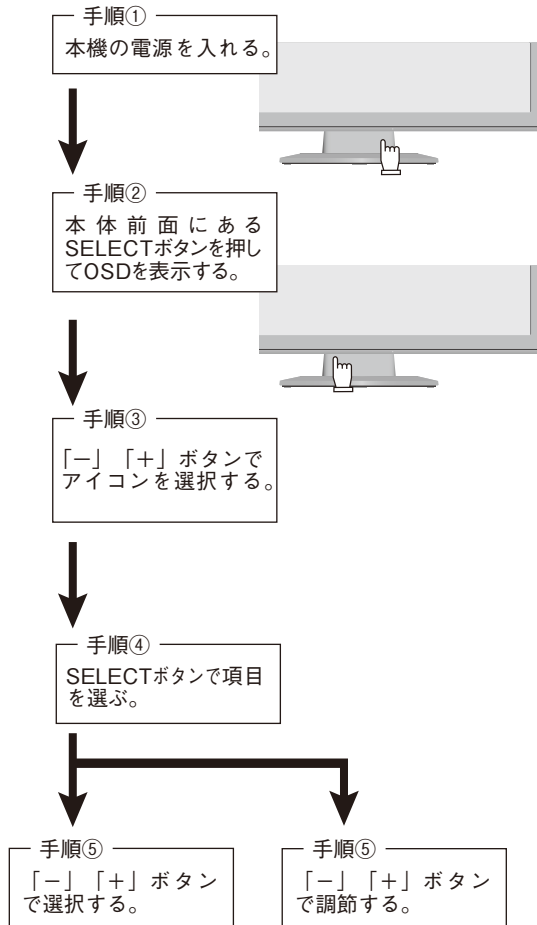 手順①
本機の電源を入れる。
手順②
本体前面にある
SELECTボタンを押し
てOSDを表示する。
手順③
「－」「＋」ボタンで
アイコンを選択する。
手順④
SELECTボタンで項目
を選ぶ。
手順⑤
「－」「＋」ボタン
で選択する。
手順⑤
「－」「＋」ボタン
で調節する。